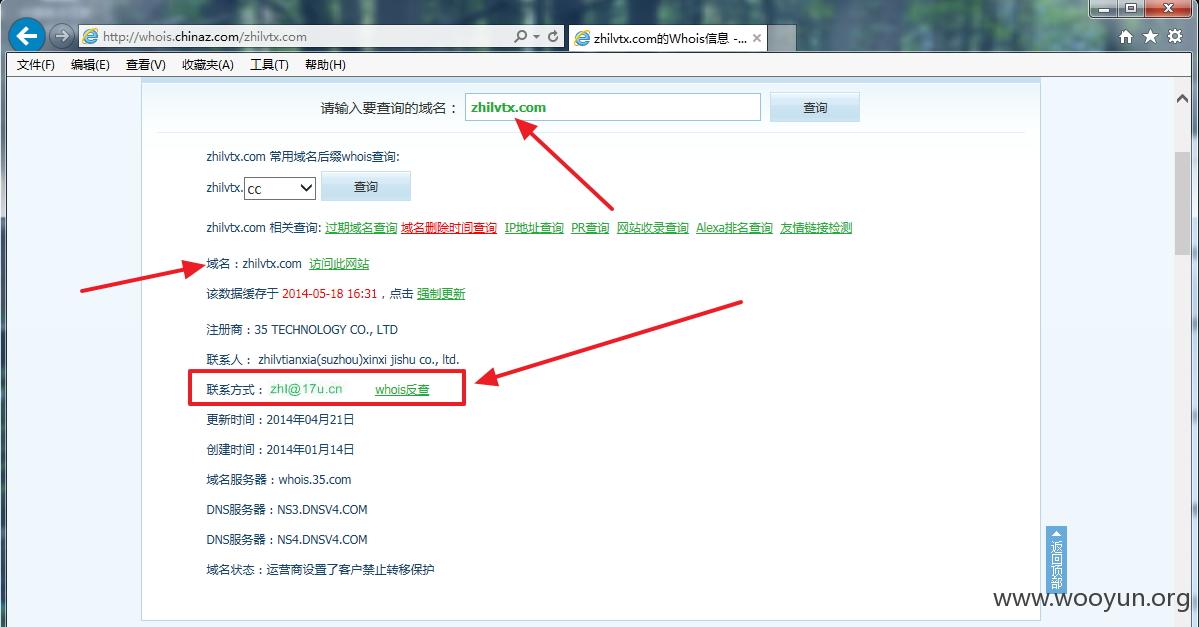 http://whois.chinaz.com/zhilvtx.com
zhilvtx.com的Whois信息 -...
文件(F) 编辑(E) 查看(V) 收藏夹(A) 工具(T) 帮助(H)
请输入要查询的域名： zhilvtx.com 查询
zhilvtx.com 常用域名后缀whois查询:
zhilvtx. cc 查询
zhilvtx.com 相关查询: 过期域名查询 域名删除时间查询 IP地址查询 PR查询 网站收录查询 Alexa排名查询 友情链接检测
域名：zhilvtx.com 访问此网站
该数据缓存于 2014-05-18 16:31，点击 强制更新
注册商：35 TECHNOLOGY CO., LTD
联系人： zhilvtianxia(suzhou)xinxi jishu co., ltd.
联系方式： zhl@17u.cn whois反查
更新时间：2014年04月21日
创建时间：2014年01月14日
域名服务器：whois.35.com
DNS服务器：NS3.DNSV4.COM
DNS服务器：NS4.DNSV4.COM
域名状态：运营商设置了客户禁止转移保护
返回顶部
www.wooyun.org